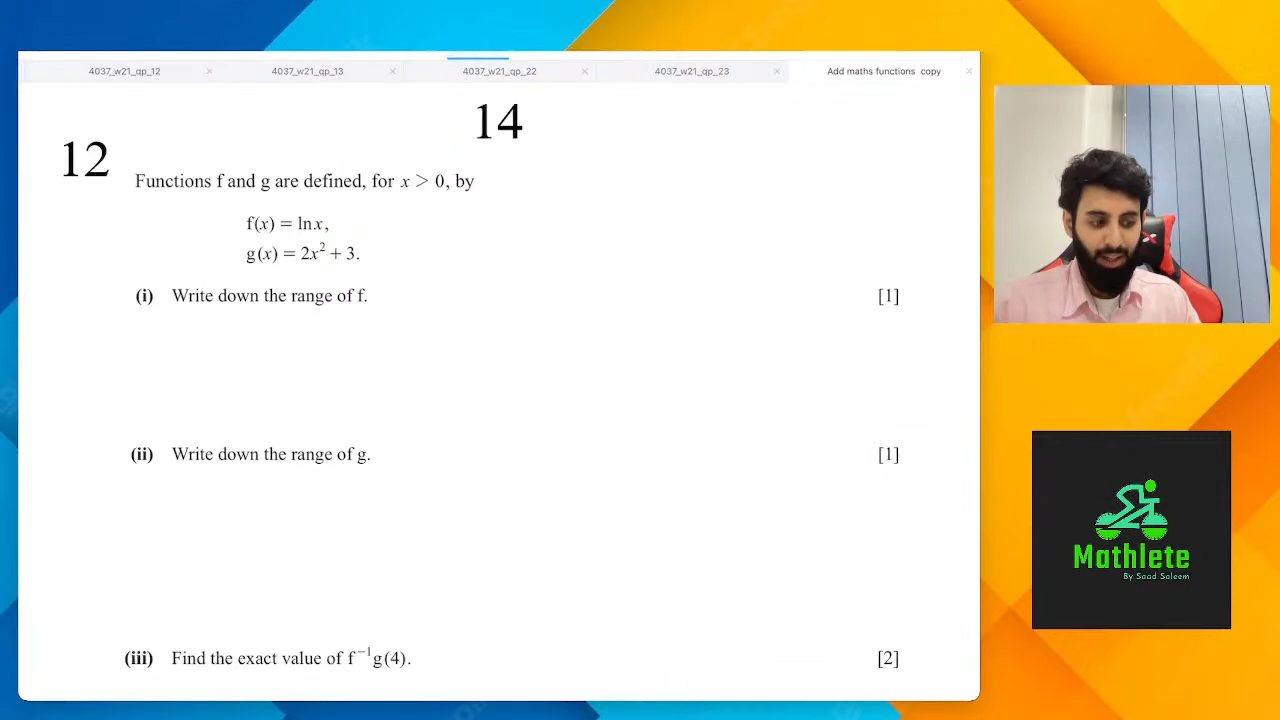 4037_w21_qp_12 × 4037_w21_qp_13 × 4037_w21_qp_22 × 4037_w21_qp_23 × Add maths functions copy ×
14
12
Functions f and g are defined, for x > 0, by
f(x) = ln x,
g(x) = 2x² + 3.
(i) Write down the range of f. [1]
(ii) Write down the range of g. [1]
(iii) Find the exact value of f⁻¹g(4). [2]
Mathlete
By Saad Saleem